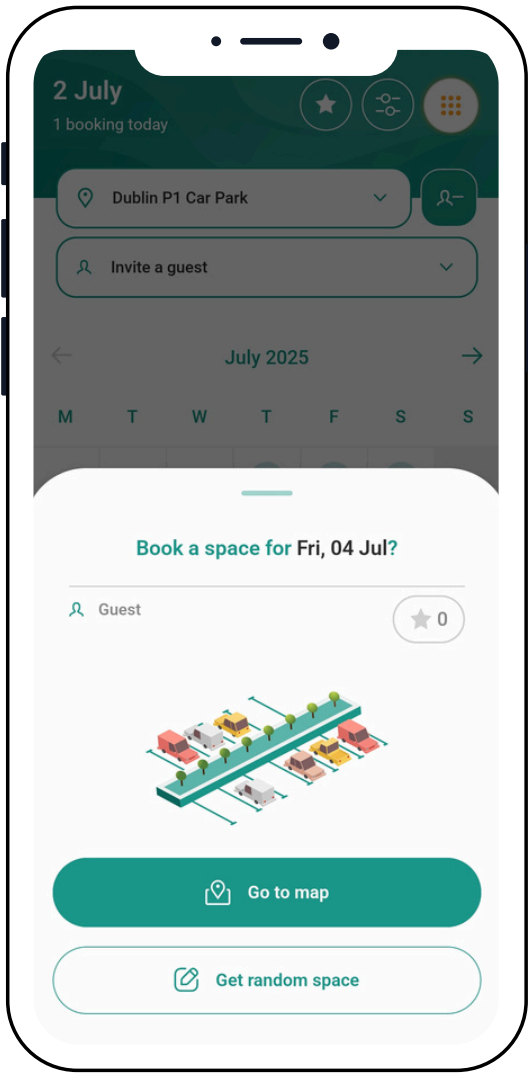 2 July
1 booking today
Dublin P1 Car Park
Invite a guest
July 2025
M T W T F S S
Book a space for Fri, 04 Jul?
Guest
0
Go to map
Get random space